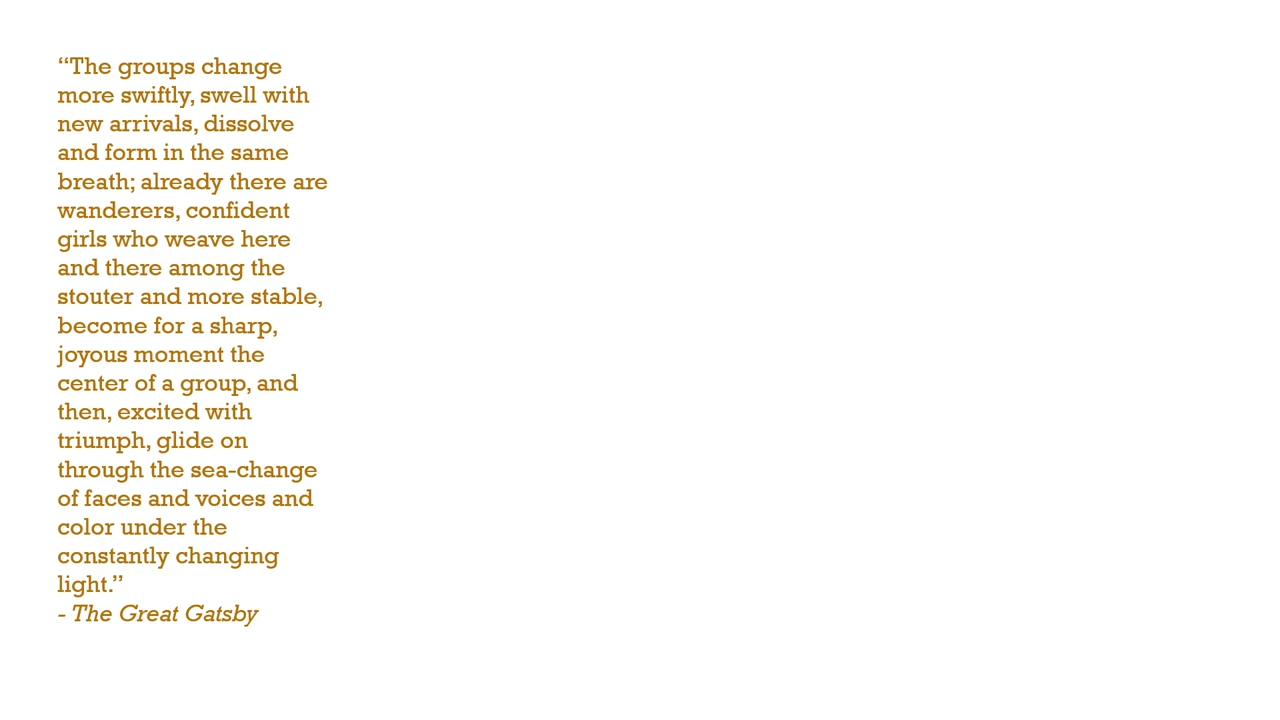 “The groups change
more swiftly, swell with
new arrivals, dissolve
and form in the same
breath; already there are
wanderers, confident
girls who weave here
and there among the
stouter and more stable,
become for a sharp,
joyous moment the
center of a group, and
then, excited with
triumph, glide on
through the sea-change
of faces and voices and
color under the
constantly changing
light.”
- The Great Gatsby